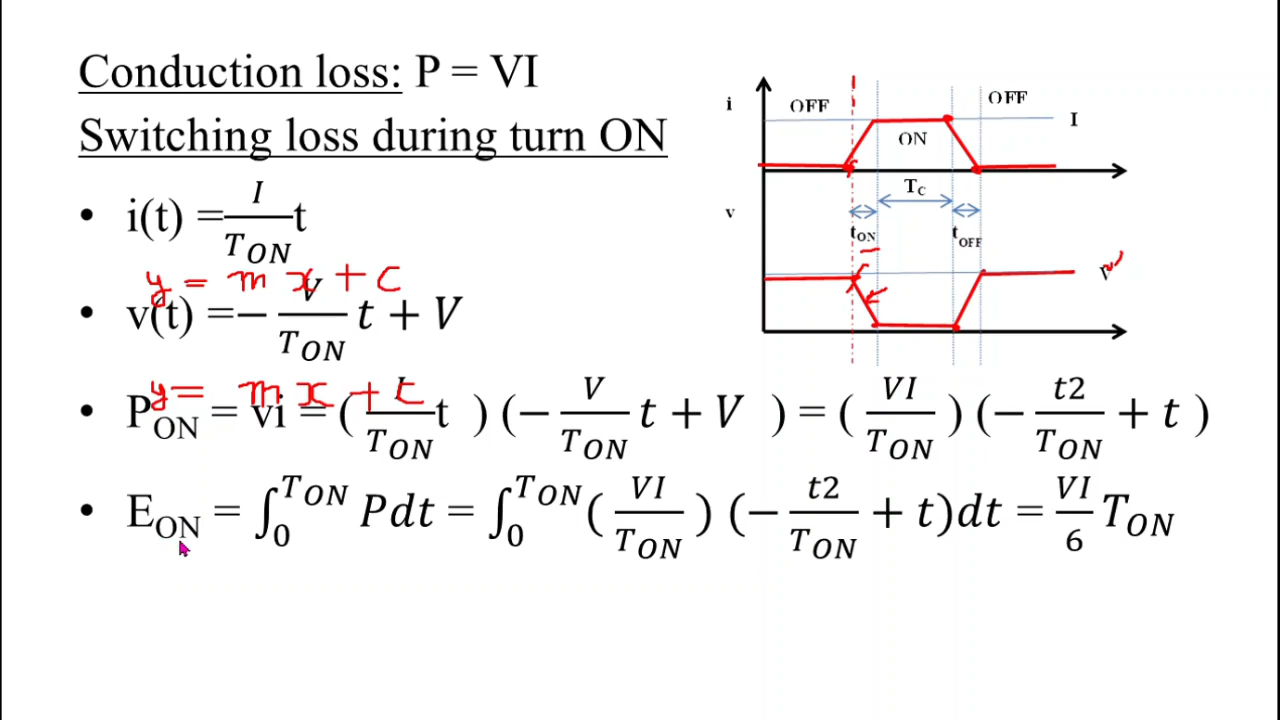 Conduction loss: P = VI
Switching loss during turn ON
• i(t) = I/T_ON t
y = m x + c
• v(t) = − V/T_ON t + V
y = m x + c
• P_ON = vi = ( I/T_ON t ) (− V/T_ON t + V ) = ( VI/T_ON ) (− t2/T_ON + t )
• E_ON = ∫_0^T_ON Pdt = ∫_0^T_ON ( VI/T_ON ) (− t2/T_ON + t)dt = VI/6 T_ON
i
OFF
ON
OFF
I
T_C
v
t_ON
t_OFF